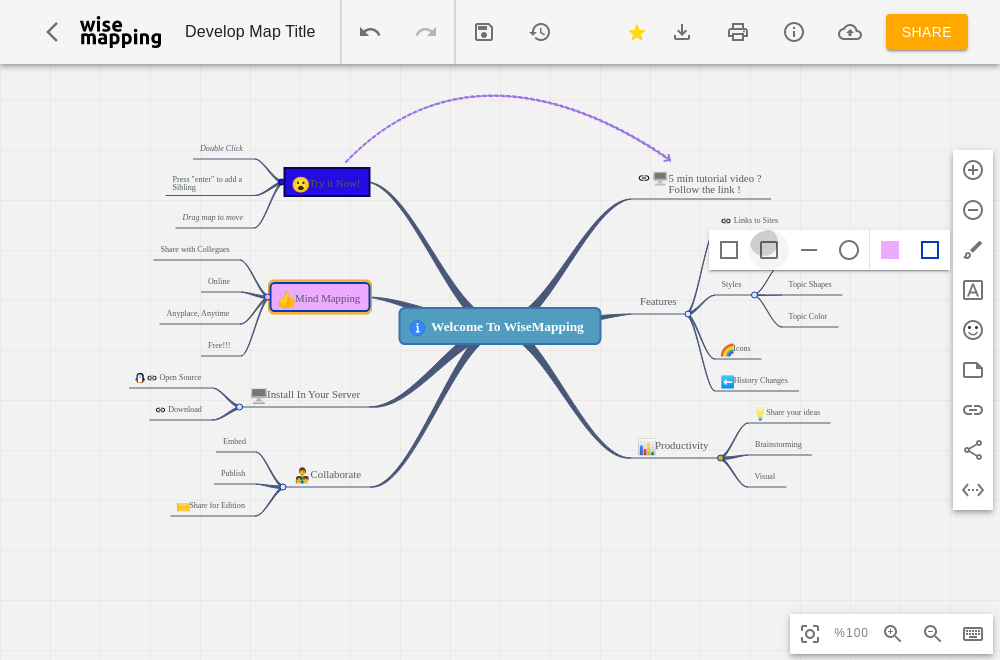 wise
mapping
Develop Map Title
SHARE
Double Click
Press "enter" to add a
Sibling
Drag map to move
Try it Now!
5 min tutorial video ?
Follow the link !
Links to Sites
Share with Collegues
Online
Anyplace, Anytime
Free!!!
Mind Mapping
Welcome To WiseMapping
Features
Styles
Topic Shapes
Topic Color
Icons
History Changes
Open Source
Download
Install In Your Server
Embed
Publish
Share for Edition
Collaborate
Productivity
Share your ideas
Brainstorming
Visual
%100